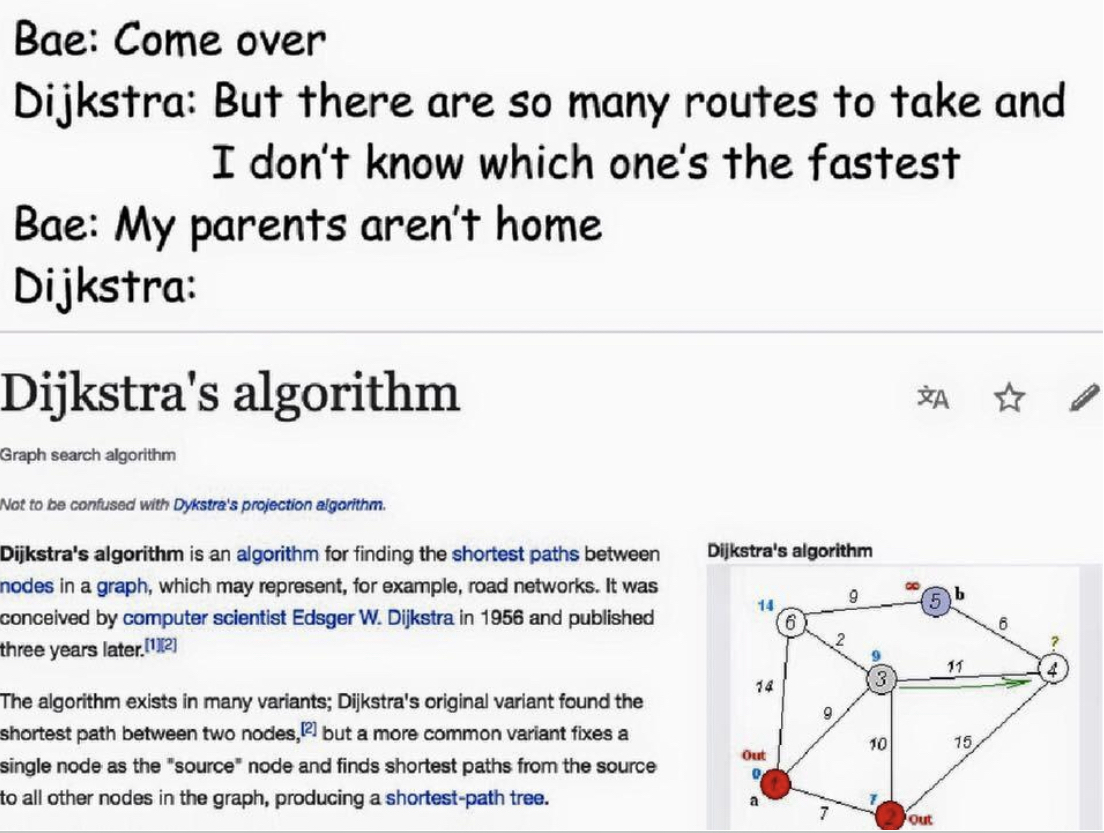 Bae: Come over
Dijkstra: But there are so many routes to take and
I don't know which one's the fastest
Bae: My parents aren't home
Dijkstra:
Dijkstra's algorithm
文A
Graph search algorithm
Not to be confused with Dykstra's projection algorithm.
Dijkstra's algorithm is an algorithm for finding the shortest paths between
nodes in a graph, which may represent, for example, road networks. It was
conceived by computer scientist Edsger W. Dijkstra in 1956 and published
three years later.[1][2]
The algorithm exists in many variants; Dijkstra's original variant found the
shortest path between two nodes,[2] but a more common variant fixes a
single node as the "source" node and finds shortest paths from the source
to all other nodes in the graph, producing a shortest-path tree.
Dijkstra's algorithm
14
6
9
∞
5
b
6
?
4
2
9
3
11
14
9
10
15
Out
0
1
a
7
7
2
Out